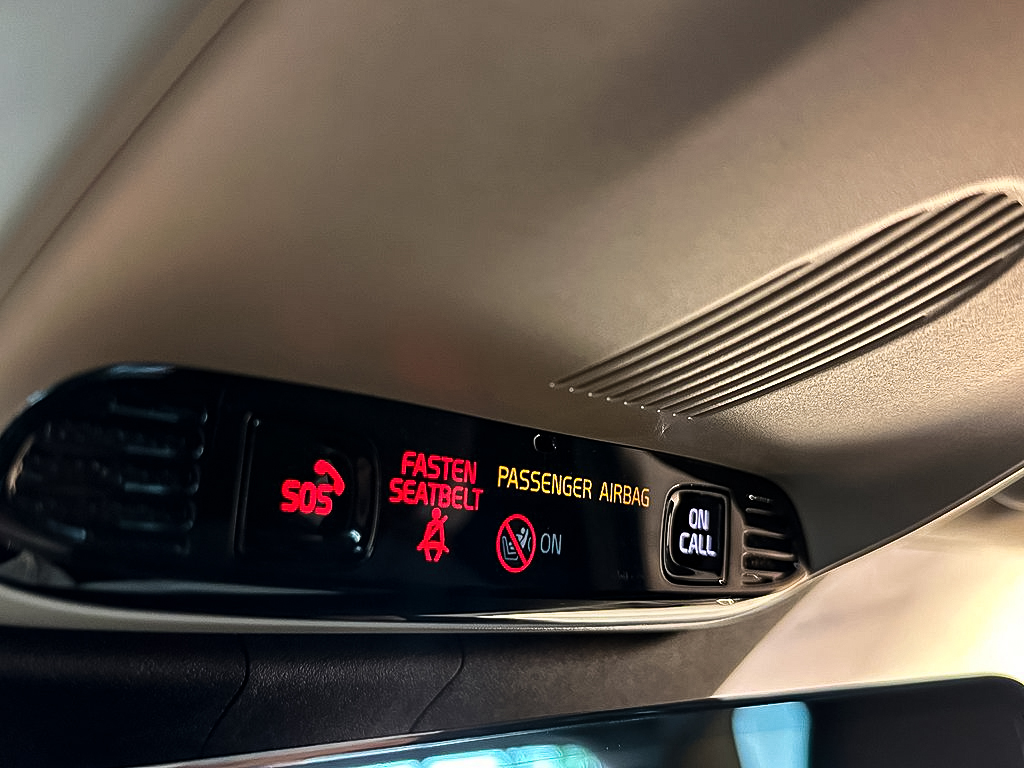 SOS
FASTEN
SEATBELT
PASSENGER AIRBAG
ON
ON
CALL